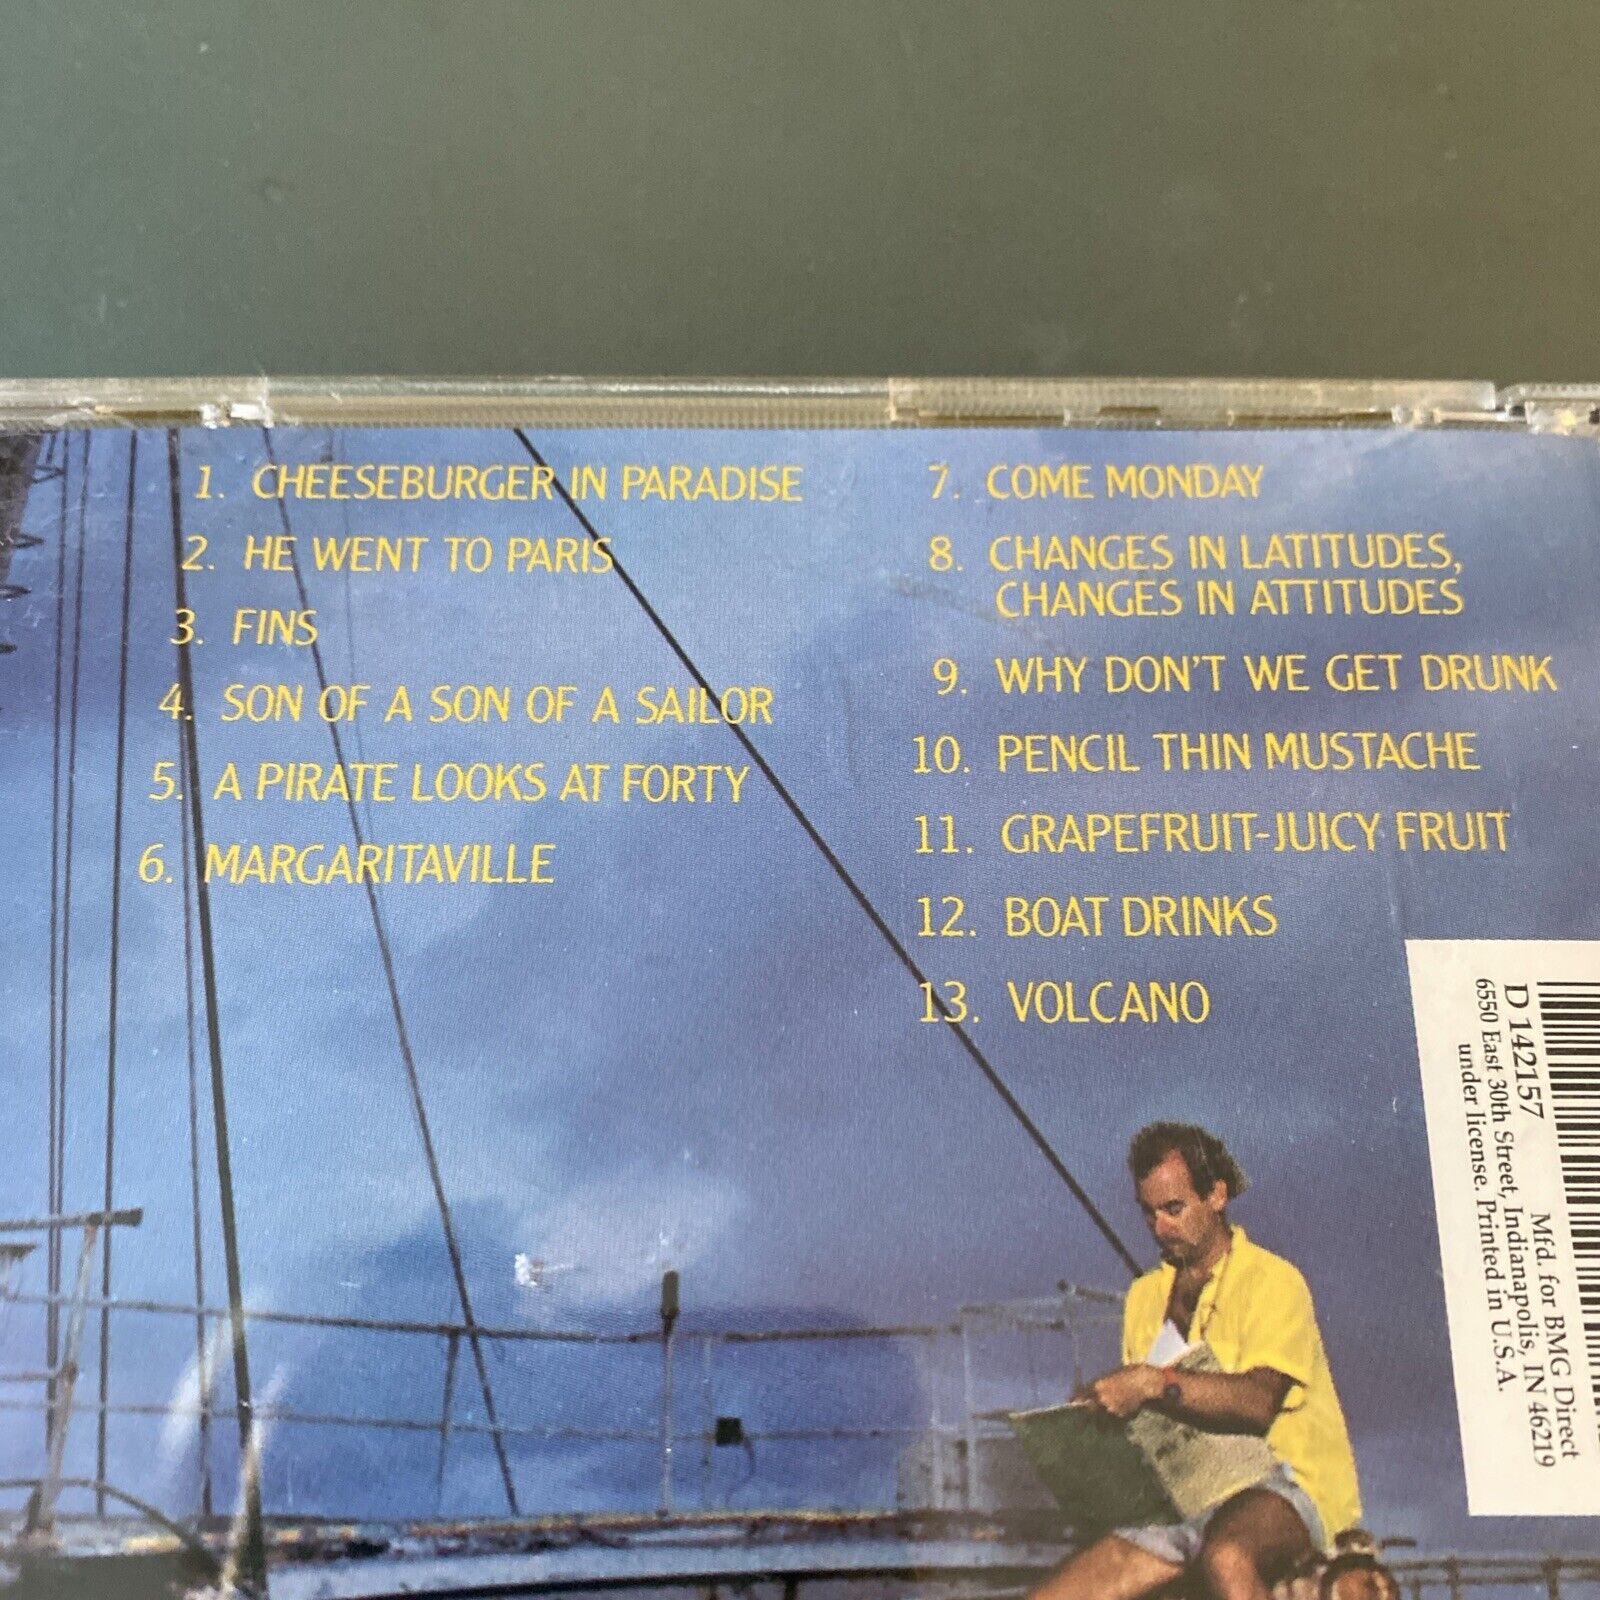 1. CHEESEBURGER IN PARADISE
2. HE WENT TO PARIS
3. FINS
4. SON OF A SON OF A SAILOR
5. A PIRATE LOOKS AT FORTY
6. MARGARITAVILLE
7. COME MONDAY
8. CHANGES IN LATITUDES,
CHANGES IN ATTITUDES
9. WHY DON'T WE GET DRUNK
10. PENCIL THIN MUSTACHE
11. GRAPEFRUIT-JUICY FRUIT
12. BOAT DRINKS
13. VOLCANO
D 142157 Mfd. for BMG Direct
6550 East 30th Street, Indianapolis, IN 46219
under license. Printed in U.S.A.